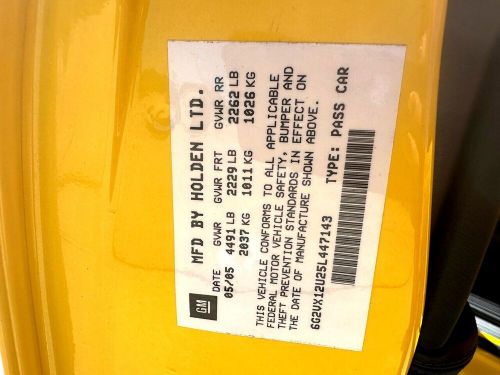 GM
MFD BY HOLDEN LTD.
DATE GVWR GVWR FRT GVWR RR
05/05 4491 LB 2229 LB 2262 LB
2037 KG 1011 KG 1026 KG
THIS VEHICLE CONFORMS TO ALL APPLICABLE
FEDERAL MOTOR VEHICLE SAFETY, BUMPER AND
THEFT PREVENTION STANDARDS IN EFFECT ON
THE DATE OF MANUFACTURE SHOWN ABOVE.
6G2VX12U25L447143 TYPE: PASS CAR